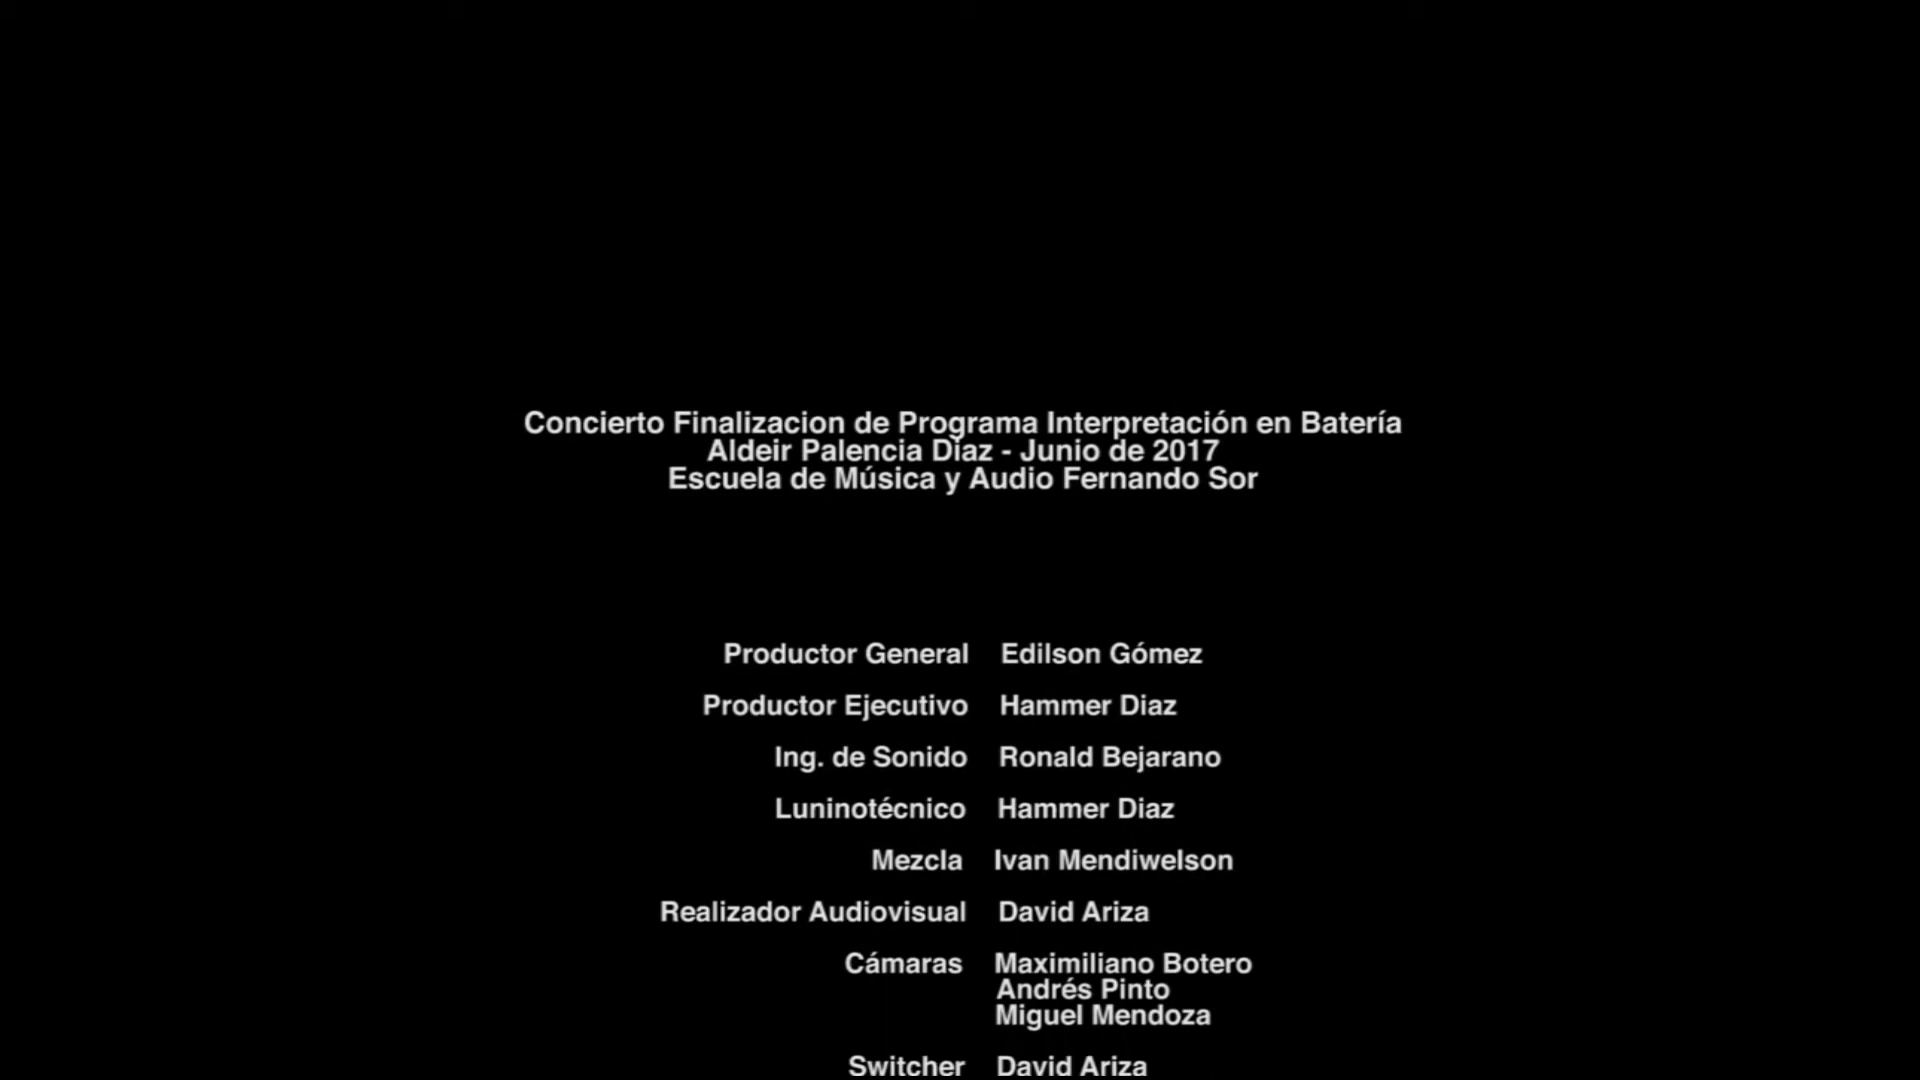 Concierto Finalizacion de Programa Interpretación en Batería
Aldeir Palencia Diaz - Junio de 2017
Escuela de Música y Audio Fernando Sor
Productor General Edilson Gómez
Productor Ejecutivo Hammer Diaz
Ing. de Sonido Ronald Bejarano
Luninotécnico Hammer Diaz
Mezcla Ivan Mendiwelson
Realizador Audiovisual David Ariza
Cámaras Maximiliano Botero
Andrés Pinto
Miguel Mendoza
Switcher David Ariza